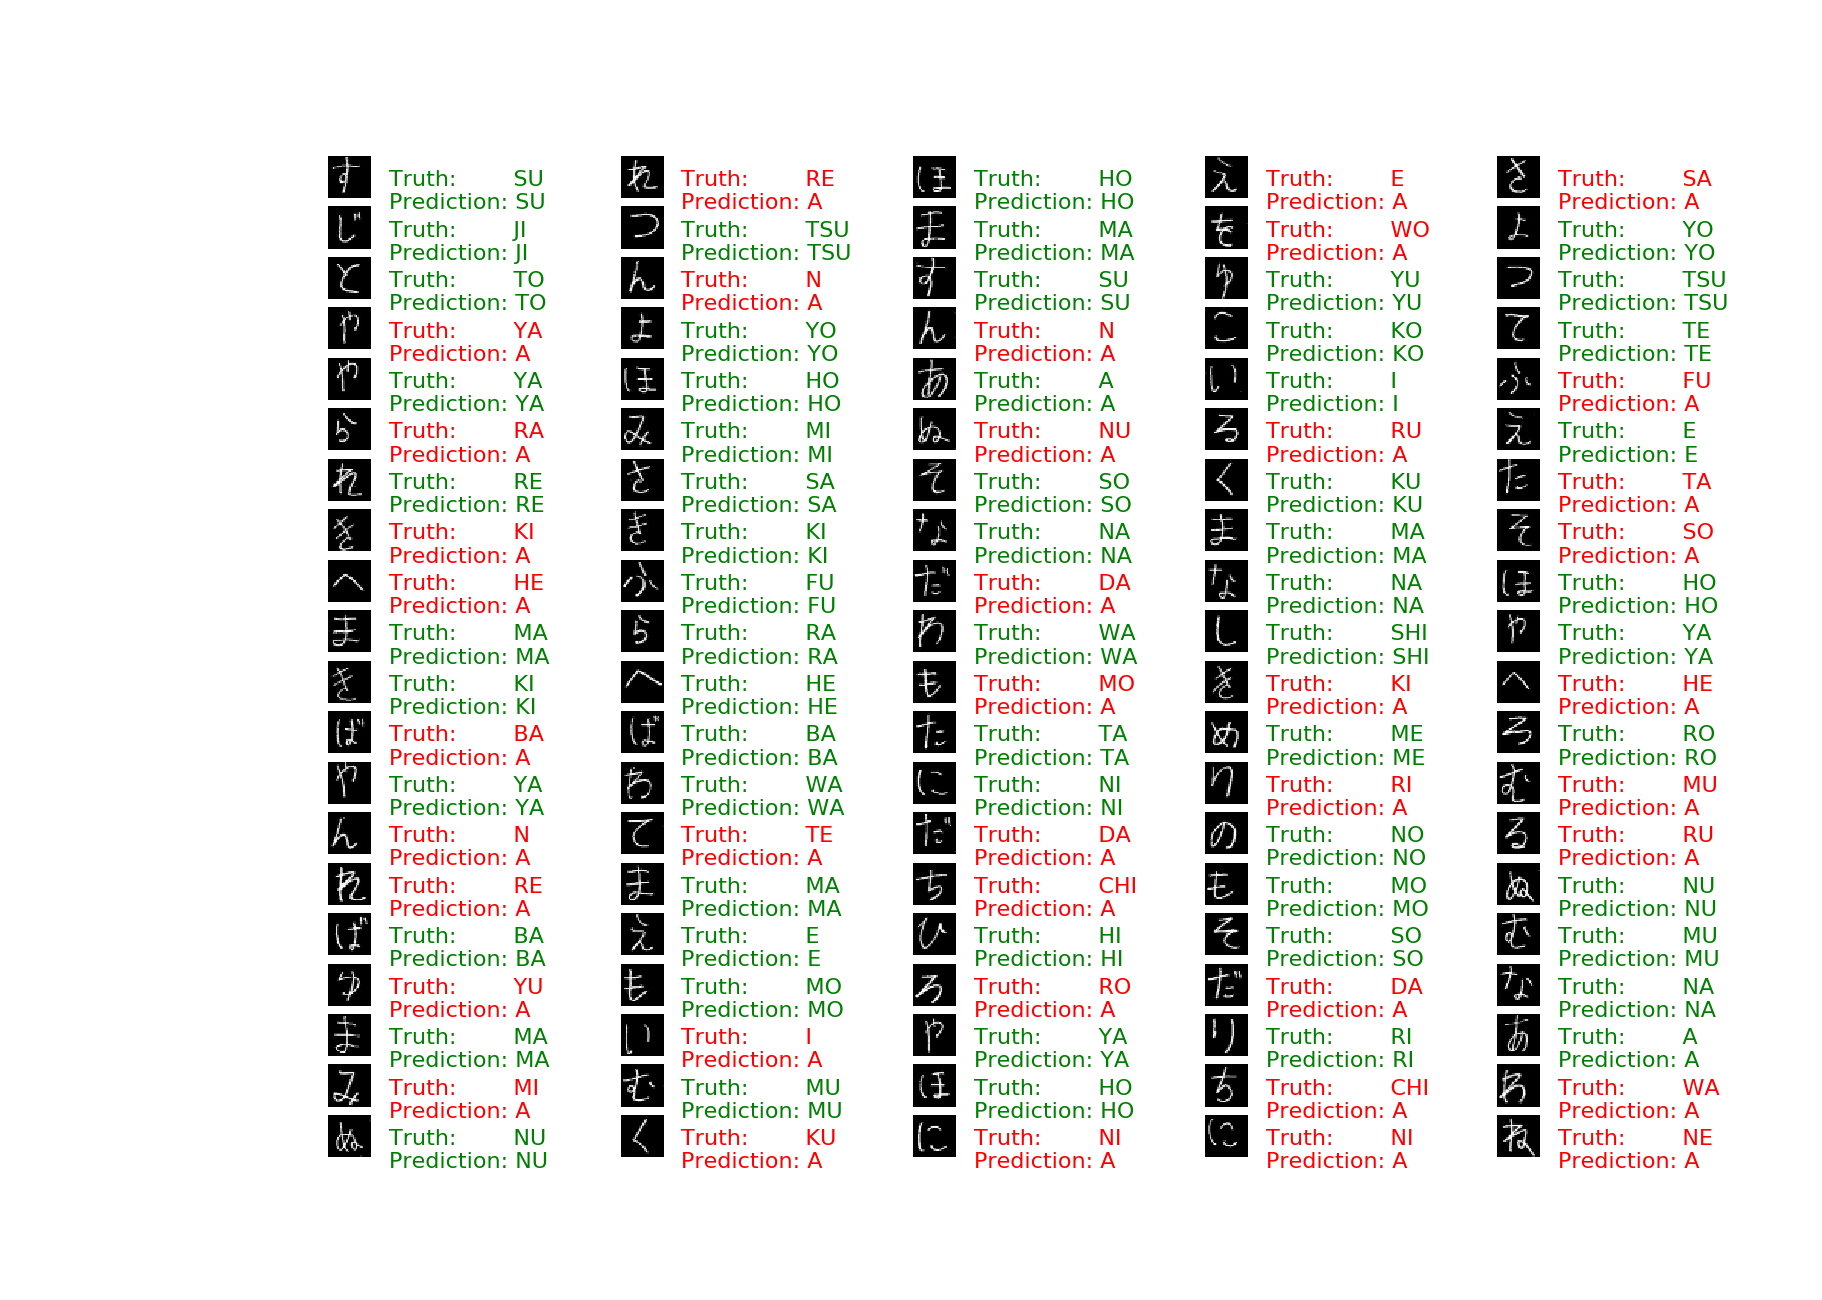 す Truth: SU
Prediction: SU
じ Truth: JI
Prediction: JI
と Truth: TO
Prediction: TO
や Truth: YA
Prediction: A
や Truth: YA
Prediction: YA
ら Truth: RA
Prediction: A
れ Truth: RE
Prediction: RE
き Truth: KI
Prediction: A
へ Truth: HE
Prediction: A
ま Truth: MA
Prediction: MA
き Truth: KI
Prediction: KI
ば Truth: BA
Prediction: A
や Truth: YA
Prediction: YA
ん Truth: N
Prediction: A
れ Truth: RE
Prediction: A
ば Truth: BA
Prediction: BA
ゆ Truth: YU
Prediction: A
ま Truth: MA
Prediction: MA
み Truth: MI
Prediction: A
ぬ Truth: NU
Prediction: NU
れ Truth: RE
Prediction: A
つ Truth: TSU
Prediction: TSU
ん Truth: N
Prediction: A
よ Truth: YO
Prediction: YO
ほ Truth: HO
Prediction: HO
み Truth: MI
Prediction: MI
さ Truth: SA
Prediction: SA
き Truth: KI
Prediction: KI
ふ Truth: FU
Prediction: FU
ら Truth: RA
Prediction: RA
へ Truth: HE
Prediction: HE
ば Truth: BA
Prediction: BA
わ Truth: WA
Prediction: WA
て Truth: TE
Prediction: A
ま Truth: MA
Prediction: MA
え Truth: E
Prediction: E
も Truth: MO
Prediction: MO
い Truth: I
Prediction: A
む Truth: MU
Prediction: MU
く Truth: KU
Prediction: A
ほ Truth: HO
Prediction: HO
ま Truth: MA
Prediction: MA
す Truth: SU
Prediction: SU
ん Truth: N
Prediction: A
あ Truth: A
Prediction: A
ぬ Truth: NU
Prediction: A
そ Truth: SO
Prediction: SO
な Truth: NA
Prediction: NA
だ Truth: DA
Prediction: A
わ Truth: WA
Prediction: WA
も Truth: MO
Prediction: A
た Truth: TA
Prediction: TA
に Truth: NI
Prediction: NI
だ Truth: DA
Prediction: A
ち Truth: CHI
Prediction: A
ひ Truth: HI
Prediction: HI
ろ Truth: RO
Prediction: A
や Truth: YA
Prediction: YA
ほ Truth: HO
Prediction: HO
に Truth: NI
Prediction: A
え Truth: E
Prediction: A
を Truth: WO
Prediction: A
ゆ Truth: YU
Prediction: YU
こ Truth: KO
Prediction: KO
い Truth: I
Prediction: I
る Truth: RU
Prediction: A
く Truth: KU
Prediction: KU
ま Truth: MA
Prediction: MA
な Truth: NA
Prediction: NA
し Truth: SHI
Prediction: SHI
き Truth: KI
Prediction: A
め Truth: ME
Prediction: ME
り Truth: RI
Prediction: A
の Truth: NO
Prediction: NO
も Truth: MO
Prediction: MO
そ Truth: SO
Prediction: SO
だ Truth: DA
Prediction: A
り Truth: RI
Prediction: RI
ち Truth: CHI
Prediction: A
に Truth: NI
Prediction: A
さ Truth: SA
Prediction: A
よ Truth: YO
Prediction: YO
つ Truth: TSU
Prediction: TSU
て Truth: TE
Prediction: TE
ふ Truth: FU
Prediction: A
え Truth: E
Prediction: E
た Truth: TA
Prediction: A
そ Truth: SO
Prediction: A
ほ Truth: HO
Prediction: HO
や Truth: YA
Prediction: YA
へ Truth: HE
Prediction: A
ろ Truth: RO
Prediction: RO
む Truth: MU
Prediction: A
る Truth: RU
Prediction: A
ぬ Truth: NU
Prediction: NU
む Truth: MU
Prediction: MU
な Truth: NA
Prediction: NA
あ Truth: A
Prediction: A
わ Truth: WA
Prediction: A
ね Truth: NE
Prediction: A